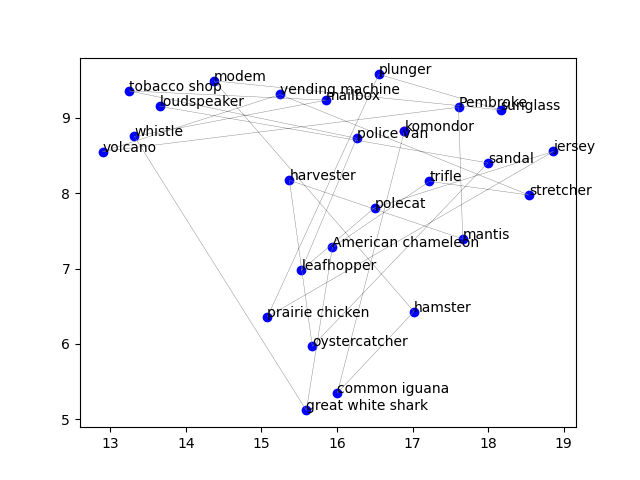 plunger
modem
tobacco shop
vending machine
mailbox
loudspeaker
Pembroke
sunglass
whistle
police van
komondor
volcano
jersey
sandal
harvester
trifle
stretcher
polecat
American chameleon
mantis
leafhopper
prairie chicken
hamster
oystercatcher
common iguana
great white shark
9
8
7
6
5
13 14 15 16 17 18 19